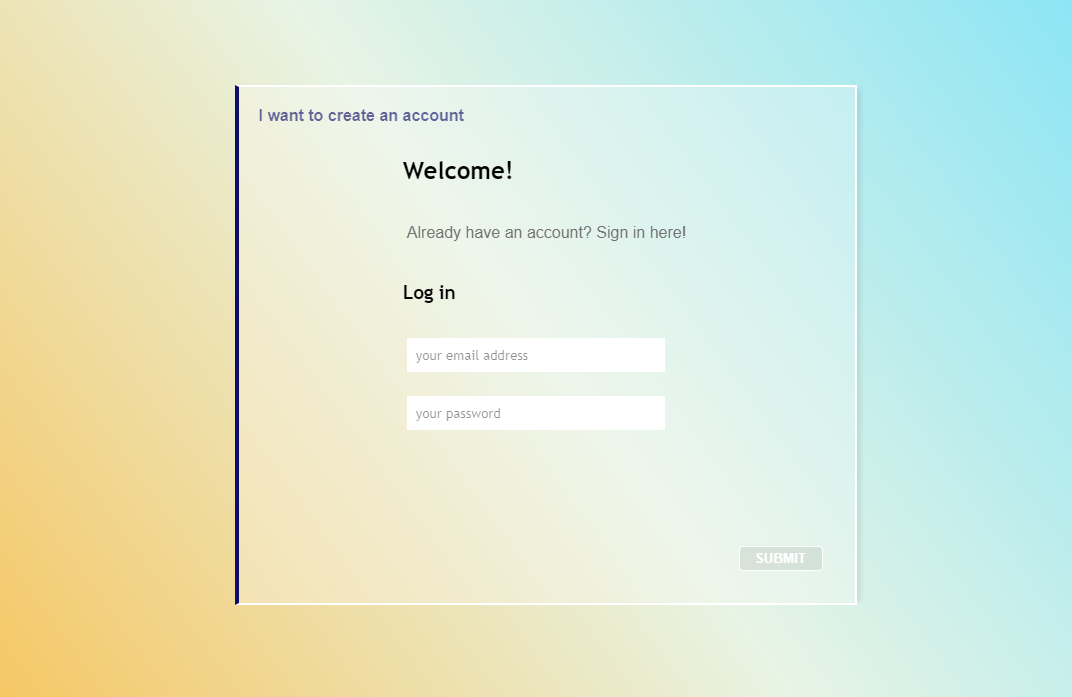 I want to create an account
Welcome!
Already have an account? Sign in here!
Log in
your email address
your password
SUBMIT